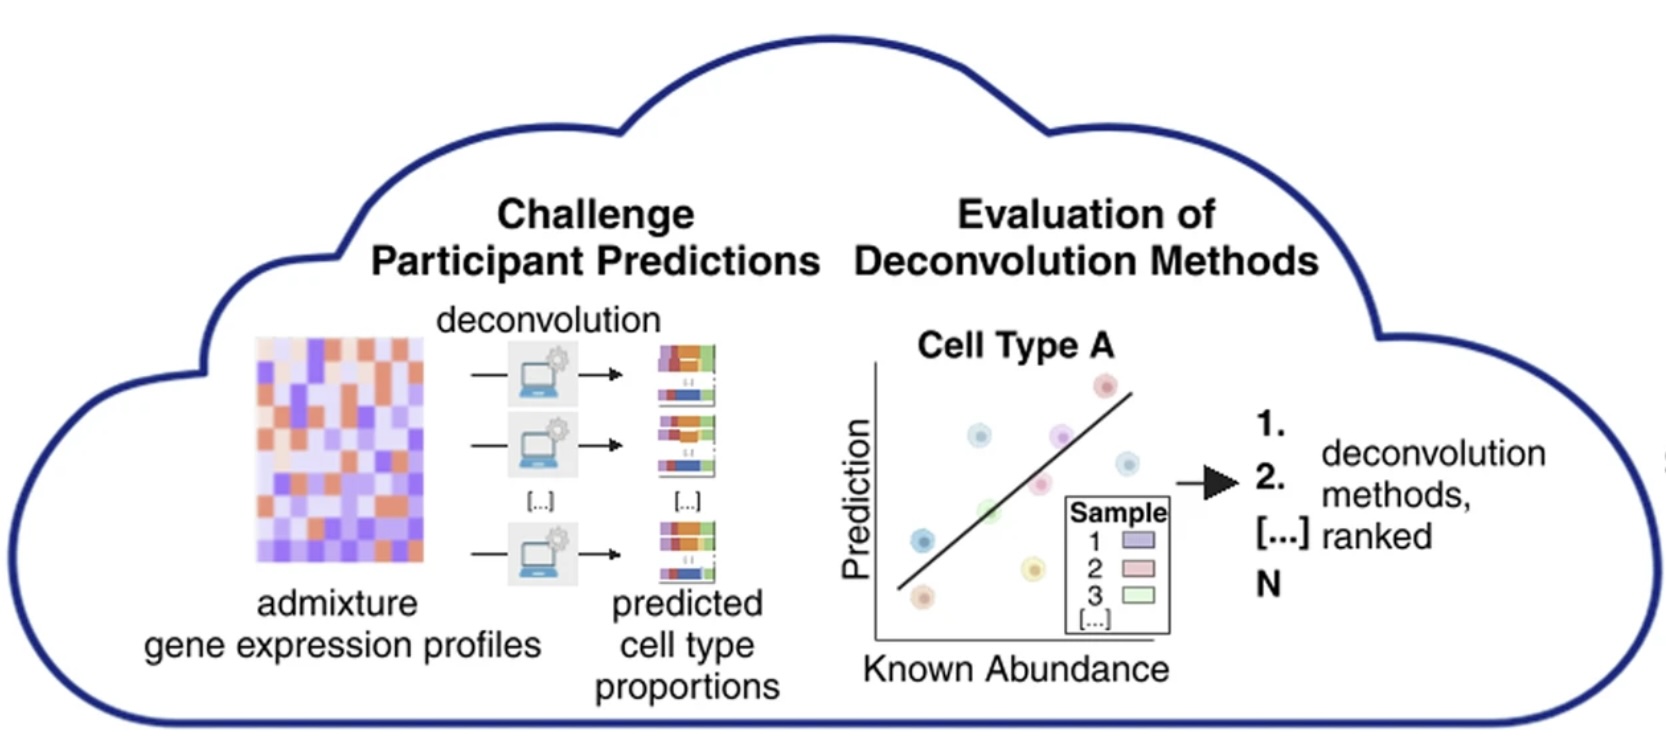 Challenge
Participant Predictions
deconvolution
[...]
[...]
admixture
gene expression profiles
predicted
cell type
proportions
Evaluation of
Deconvolution Methods
Cell Type A
Prediction
Known Abundance
Sample
1
2
3
[...]
1.
2.
[...]
N
deconvolution
methods,
ranked